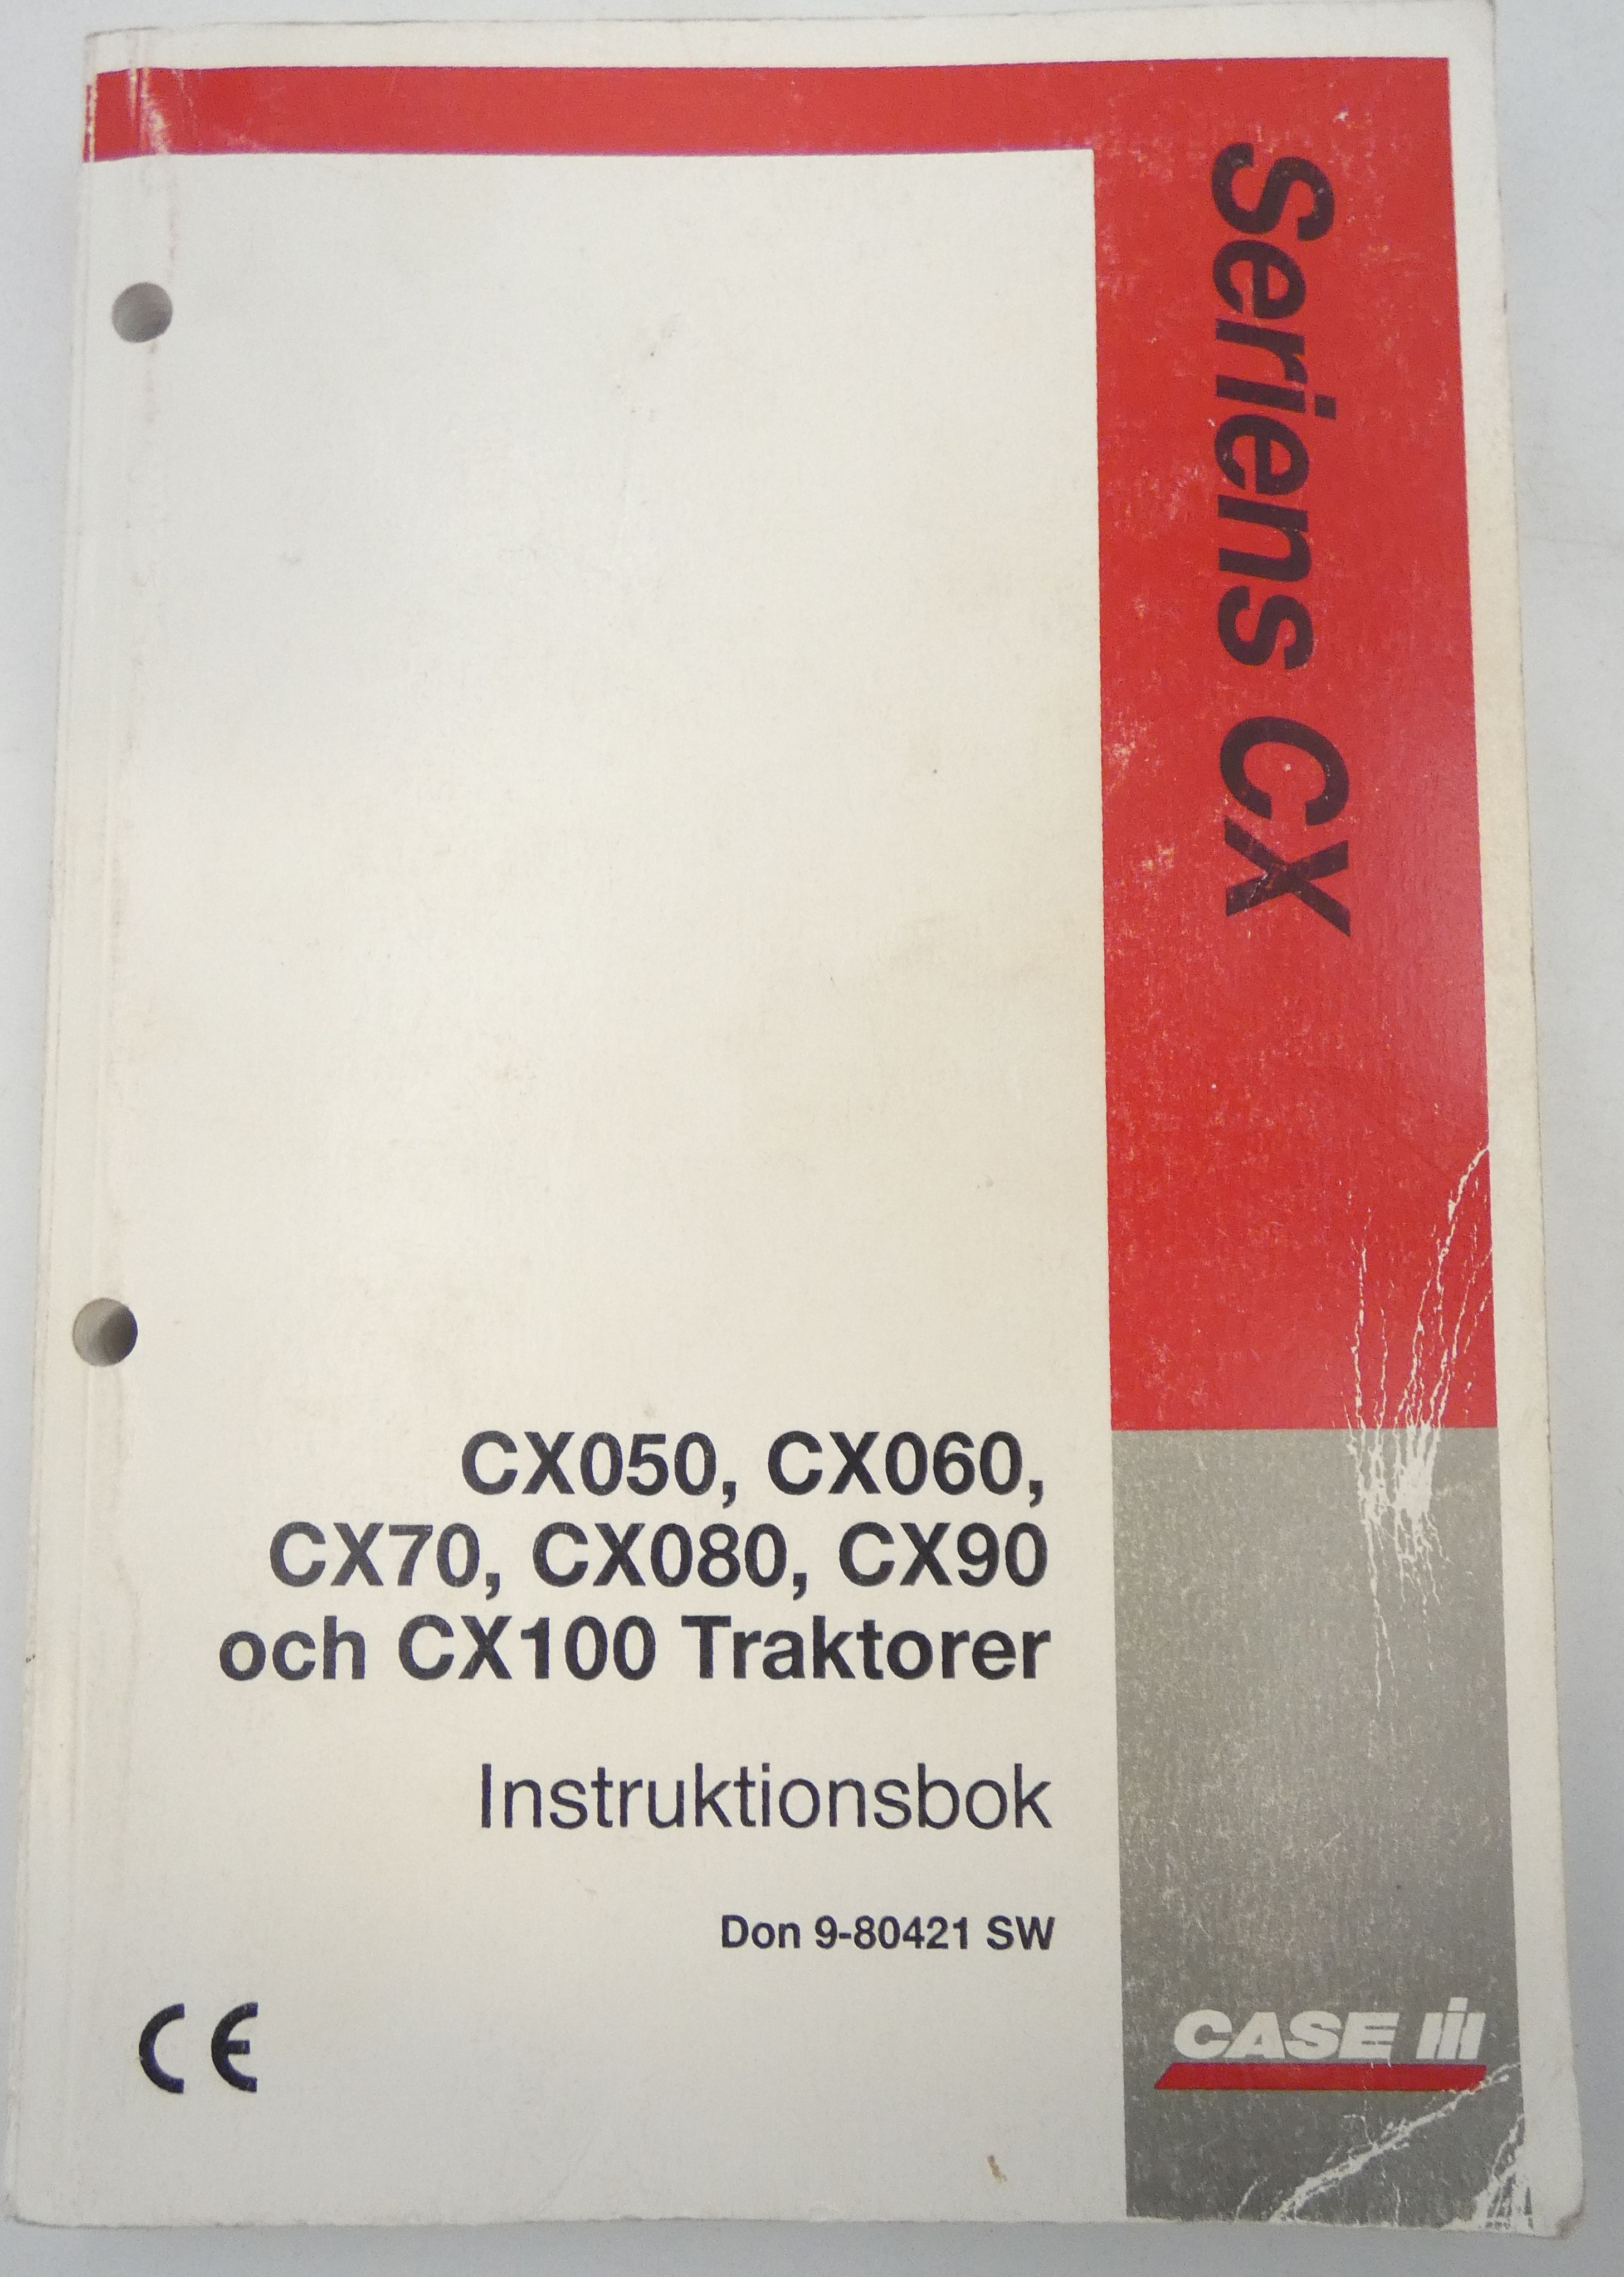 Seriens CX
CX050, CX060,
CX70, CX080, CX90
och CX100 Traktorer
Instruktionsbok
Don 9-80421 SW
CE
CASE IH